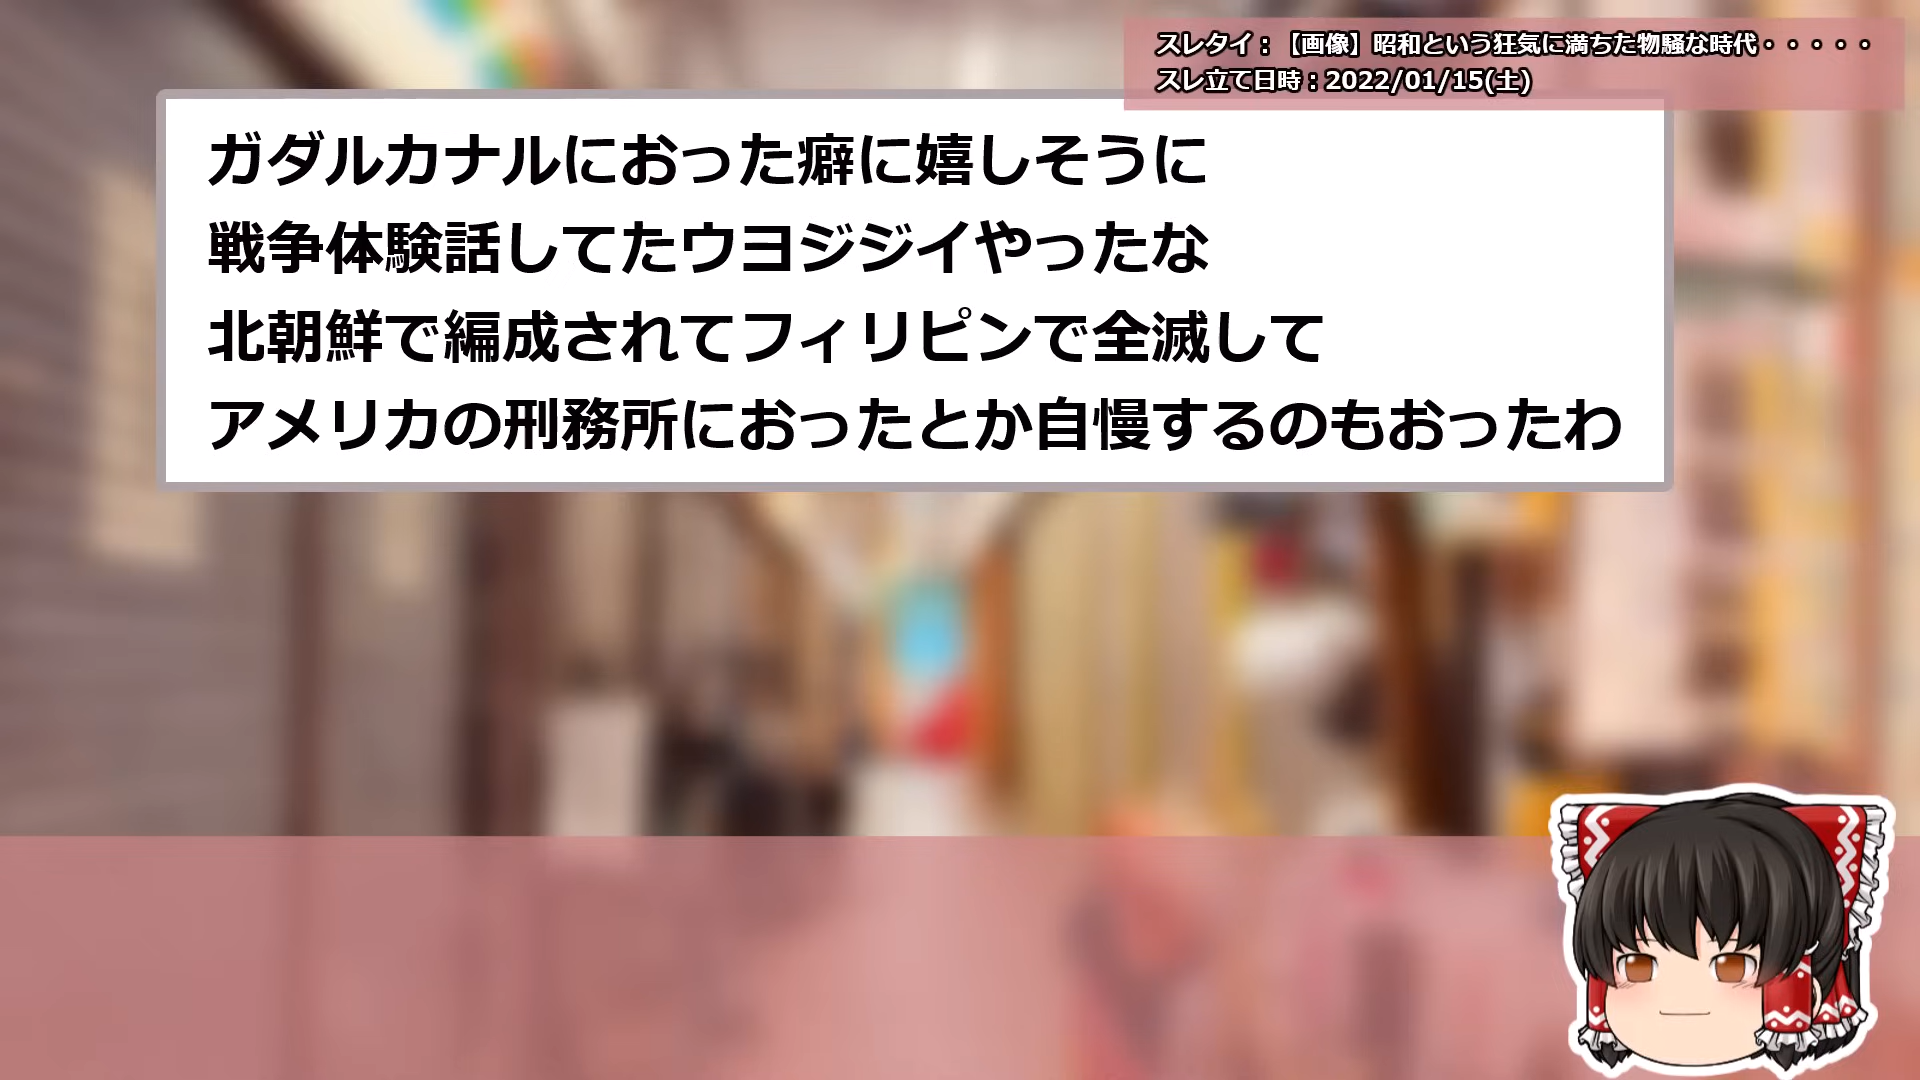 スレタイ：【画像】昭和という狂気に満ちた物騒な時代・・・・・
スレ立て日時：2022/01/15(土)
ガダルカナルにおった癖に嬉しそうに
戦争体験話してたウヨジジイやったな
北朝鮮で編成されてフィリピンで全滅して
アメリカの刑務所におったとか自慢するのもおったわ